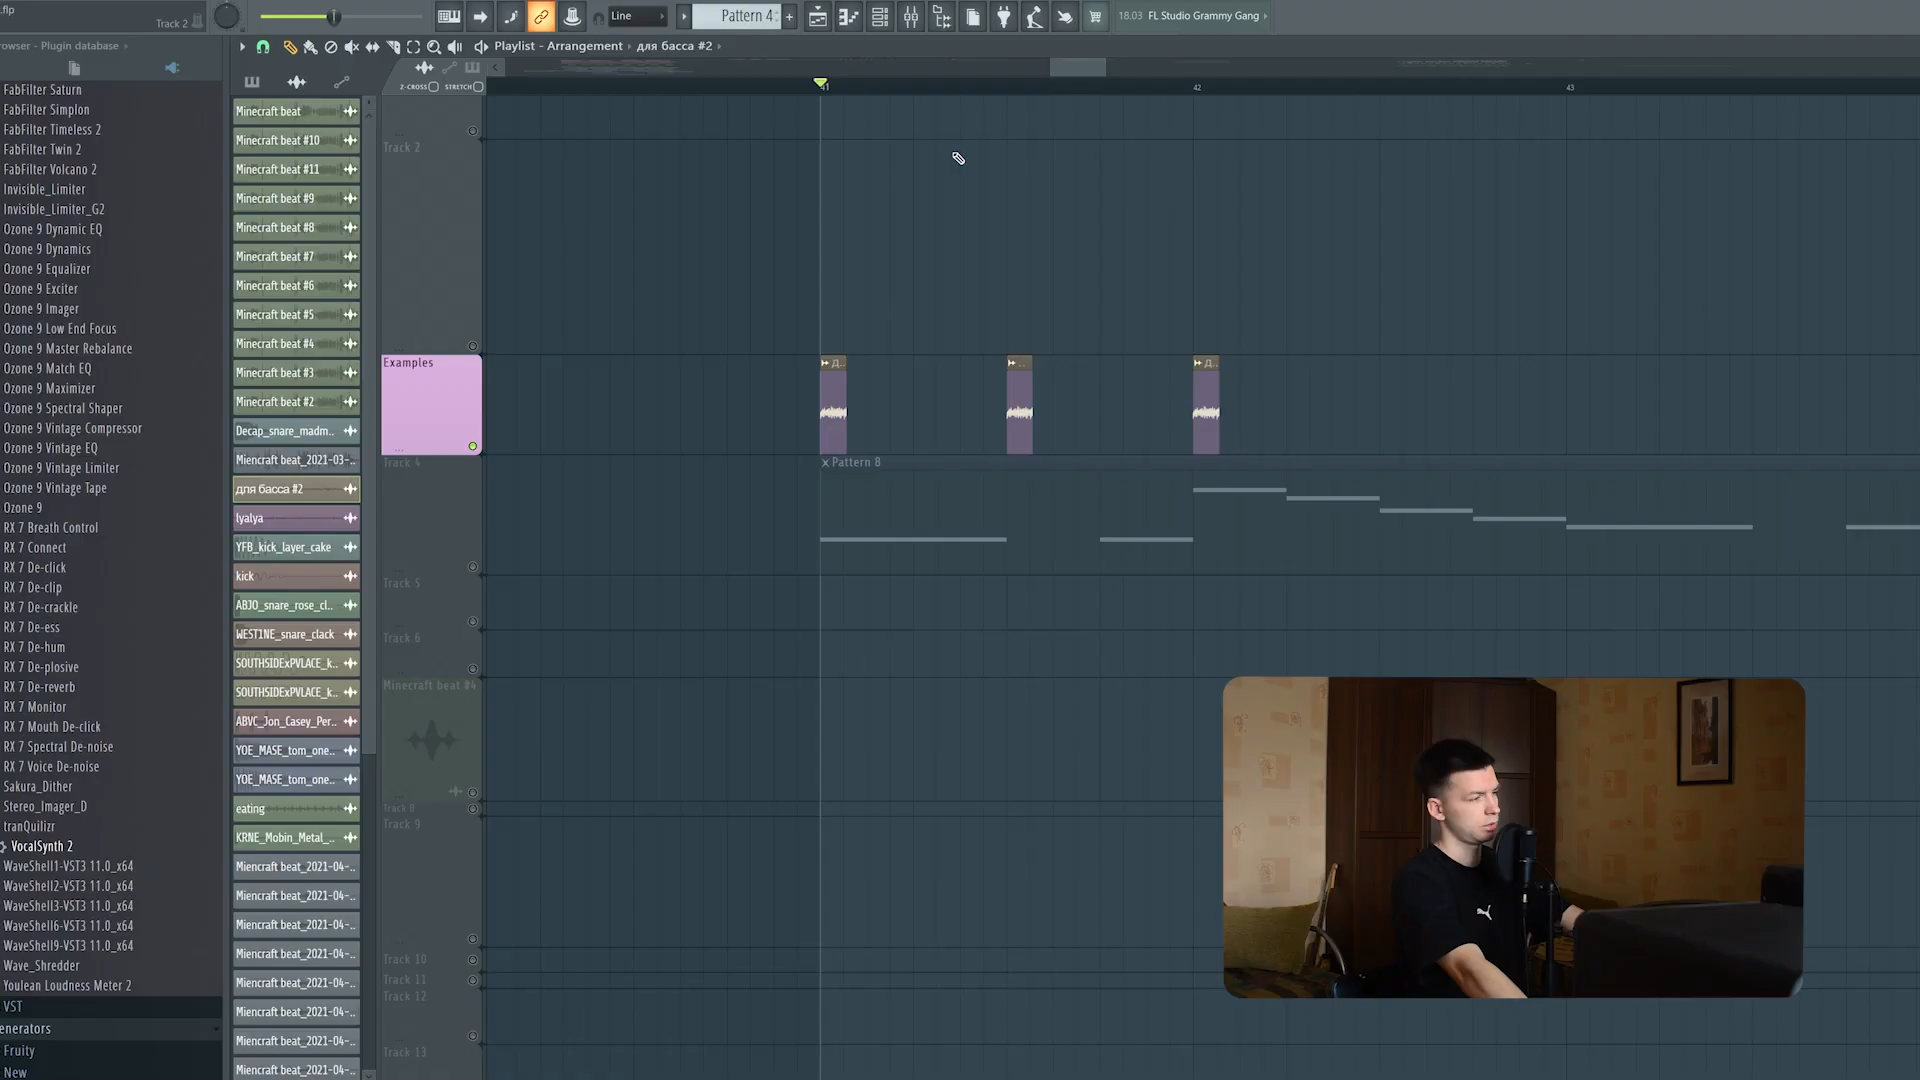 .flp
Track 2
Line
Pattern 4
18.03 FL Studio Grammy Gang
rowser - Plugin database
Playlist - Arrangement › для басса #2
Z-CROSS
STRETCH
FabFilter Saturn
FabFilter Simplon
FabFilter Timeless 2
FabFilter Twin 2
FabFilter Volcano 2
Invisible_Limiter
Invisible_Limiter_G2
Ozone 9 Dynamic EQ
Ozone 9 Dynamics
Ozone 9 Equalizer
Ozone 9 Exciter
Ozone 9 Imager
Ozone 9 Low End Focus
Ozone 9 Master Rebalance
Ozone 9 Match EQ
Ozone 9 Maximizer
Ozone 9 Spectral Shaper
Ozone 9 Vintage Compressor
Ozone 9 Vintage EQ
Ozone 9 Vintage Limiter
Ozone 9 Vintage Tape
Ozone 9
RX 7 Breath Control
RX 7 Connect
RX 7 De-click
RX 7 De-clip
RX 7 De-crackle
RX 7 De-ess
RX 7 De-hum
RX 7 De-plosive
RX 7 De-reverb
RX 7 Monitor
RX 7 Mouth De-click
RX 7 Spectral De-noise
RX 7 Voice De-noise
Sakura_Dither
Stereo_Imager_D
tranQuilizr
VocalSynth 2
WaveShell1-VST3 11.0_x64
WaveShell2-VST3 11.0_x64
WaveShell3-VST3 11.0_x64
WaveShell6-VST3 11.0_x64
WaveShell9-VST3 11.0_x64
Wave_Shredder
Youlean Loudness Meter 2
VST
enerators
Fruity
New
Minecraft beat
Minecraft beat #10
Minecraft beat #11
Minecraft beat #9
Minecraft beat #8
Minecraft beat #7
Minecraft beat #6
Minecraft beat #5
Minecraft beat #4
Minecraft beat #3
Minecraft beat #2
Decap_snare_madm..
Miencraft beat_2021-03-..
для басса #2
lyalya
YFB_kick_layer_cake
kick
ABJO_snare_rose_cl..
WEST1NE_snare_clack
SOUTHSIDExPVLACE_k..
SOUTHSIDExPVLACE_k..
ABVC_Jon_Casey_Per..
YOE_MASE_tom_one..
YOE_MASE_tom_one..
eating
KRNE_Mobin_Metal_..
Miencraft beat_2021-04-..
Miencraft beat_2021-04-..
Miencraft beat_2021-04-..
Miencraft beat_2021-04-..
Miencraft beat_2021-04-..
Miencraft beat_2021-04-..
Miencraft beat_2021-04-..
Miencraft beat_2021-04-..
41
42
43
Track 2
Examples
Д..
..
Д..
Track 4
Pattern 8
Track 5
Track 6
Minecraft beat #4
Track 8
Track 9
Track 10
Track 11
Track 12
Track 13